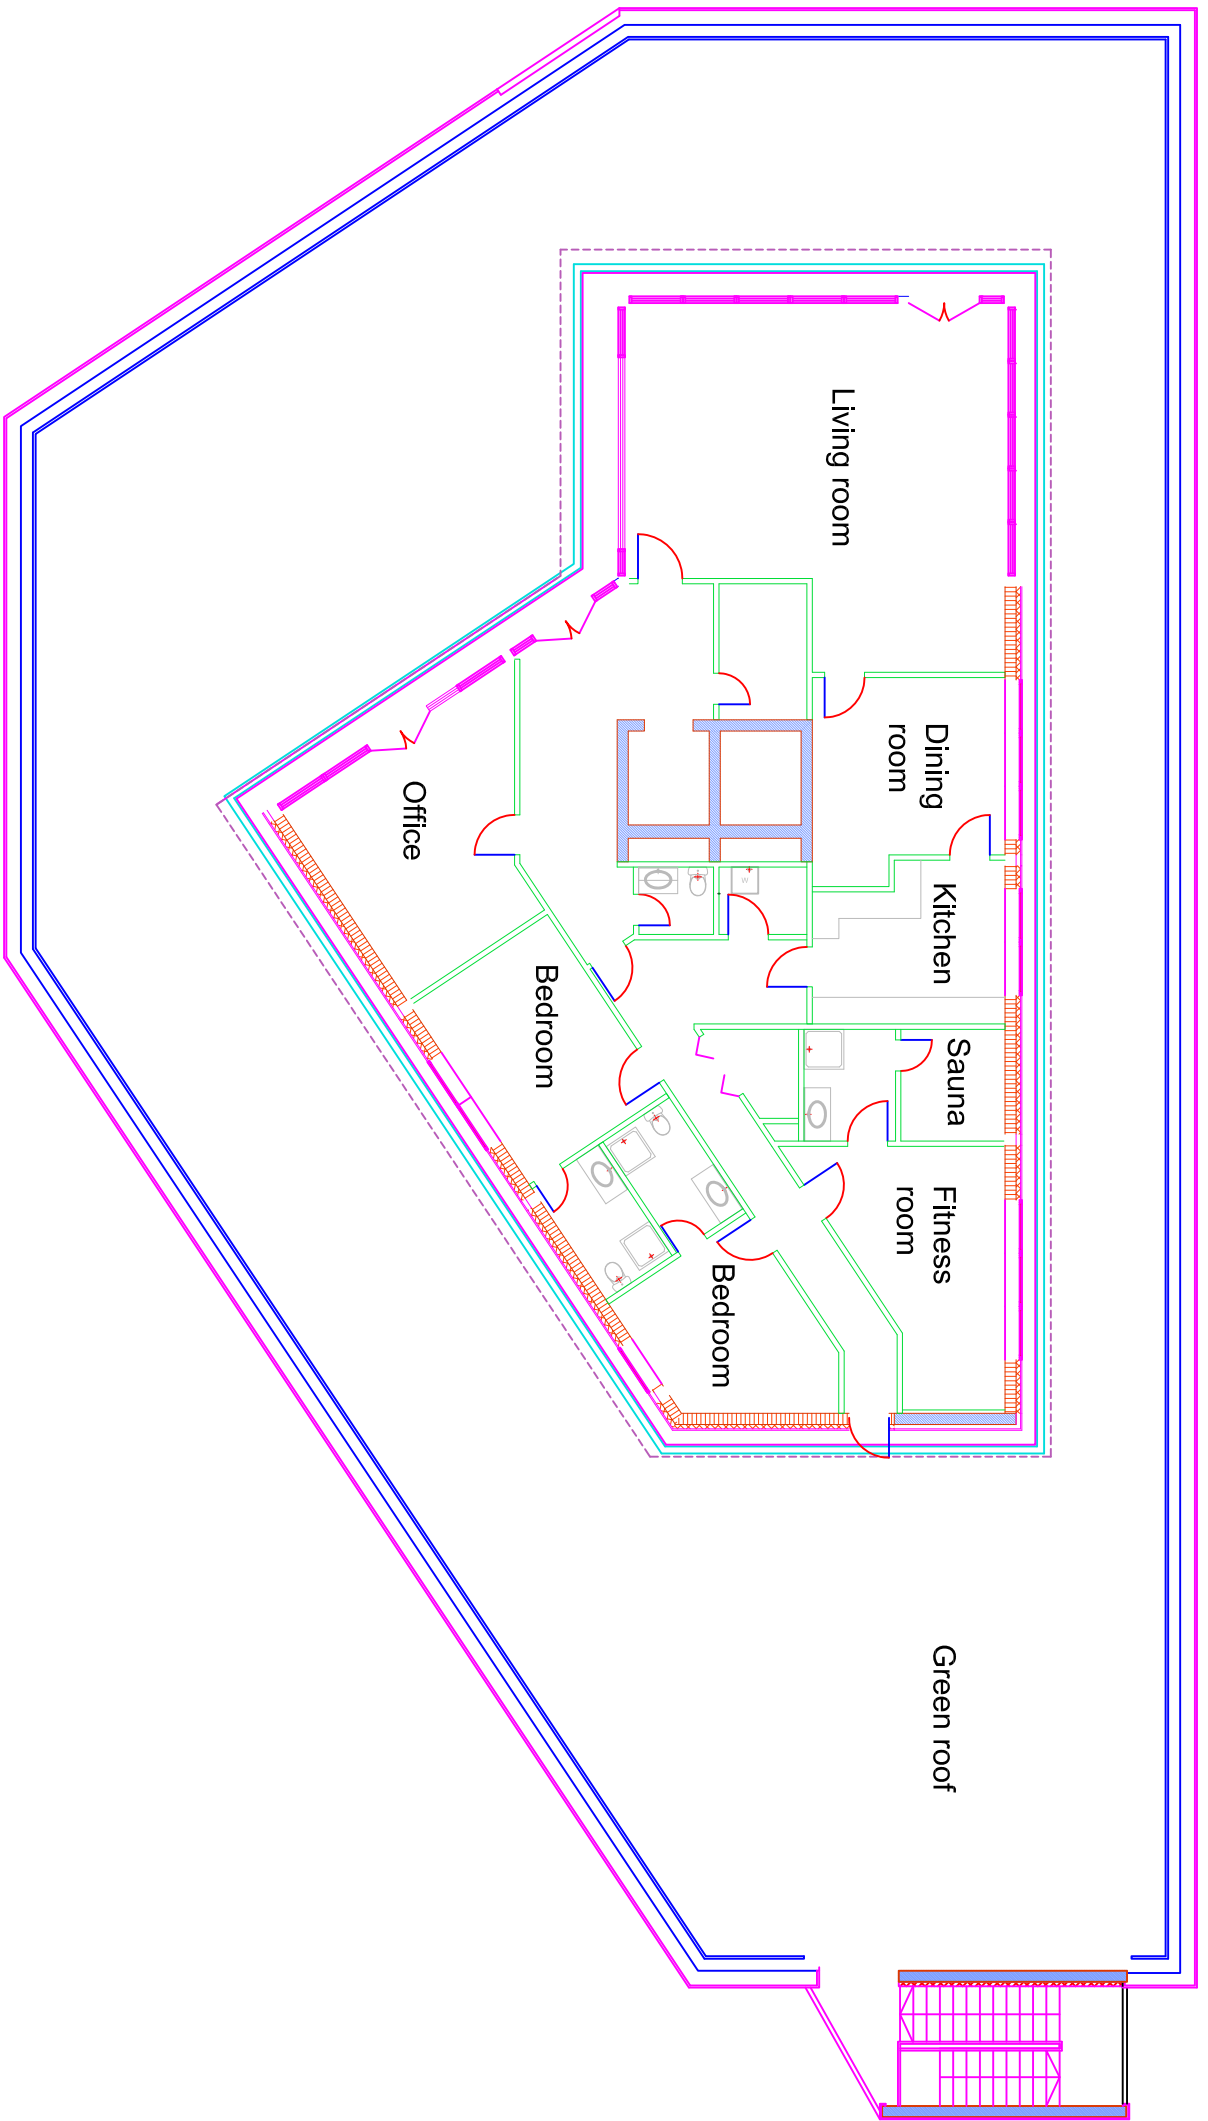 Living room
Dining
room
Kitchen
Sauna
Fitness
room
Green roof
Office
Bedroom
Bedroom
W